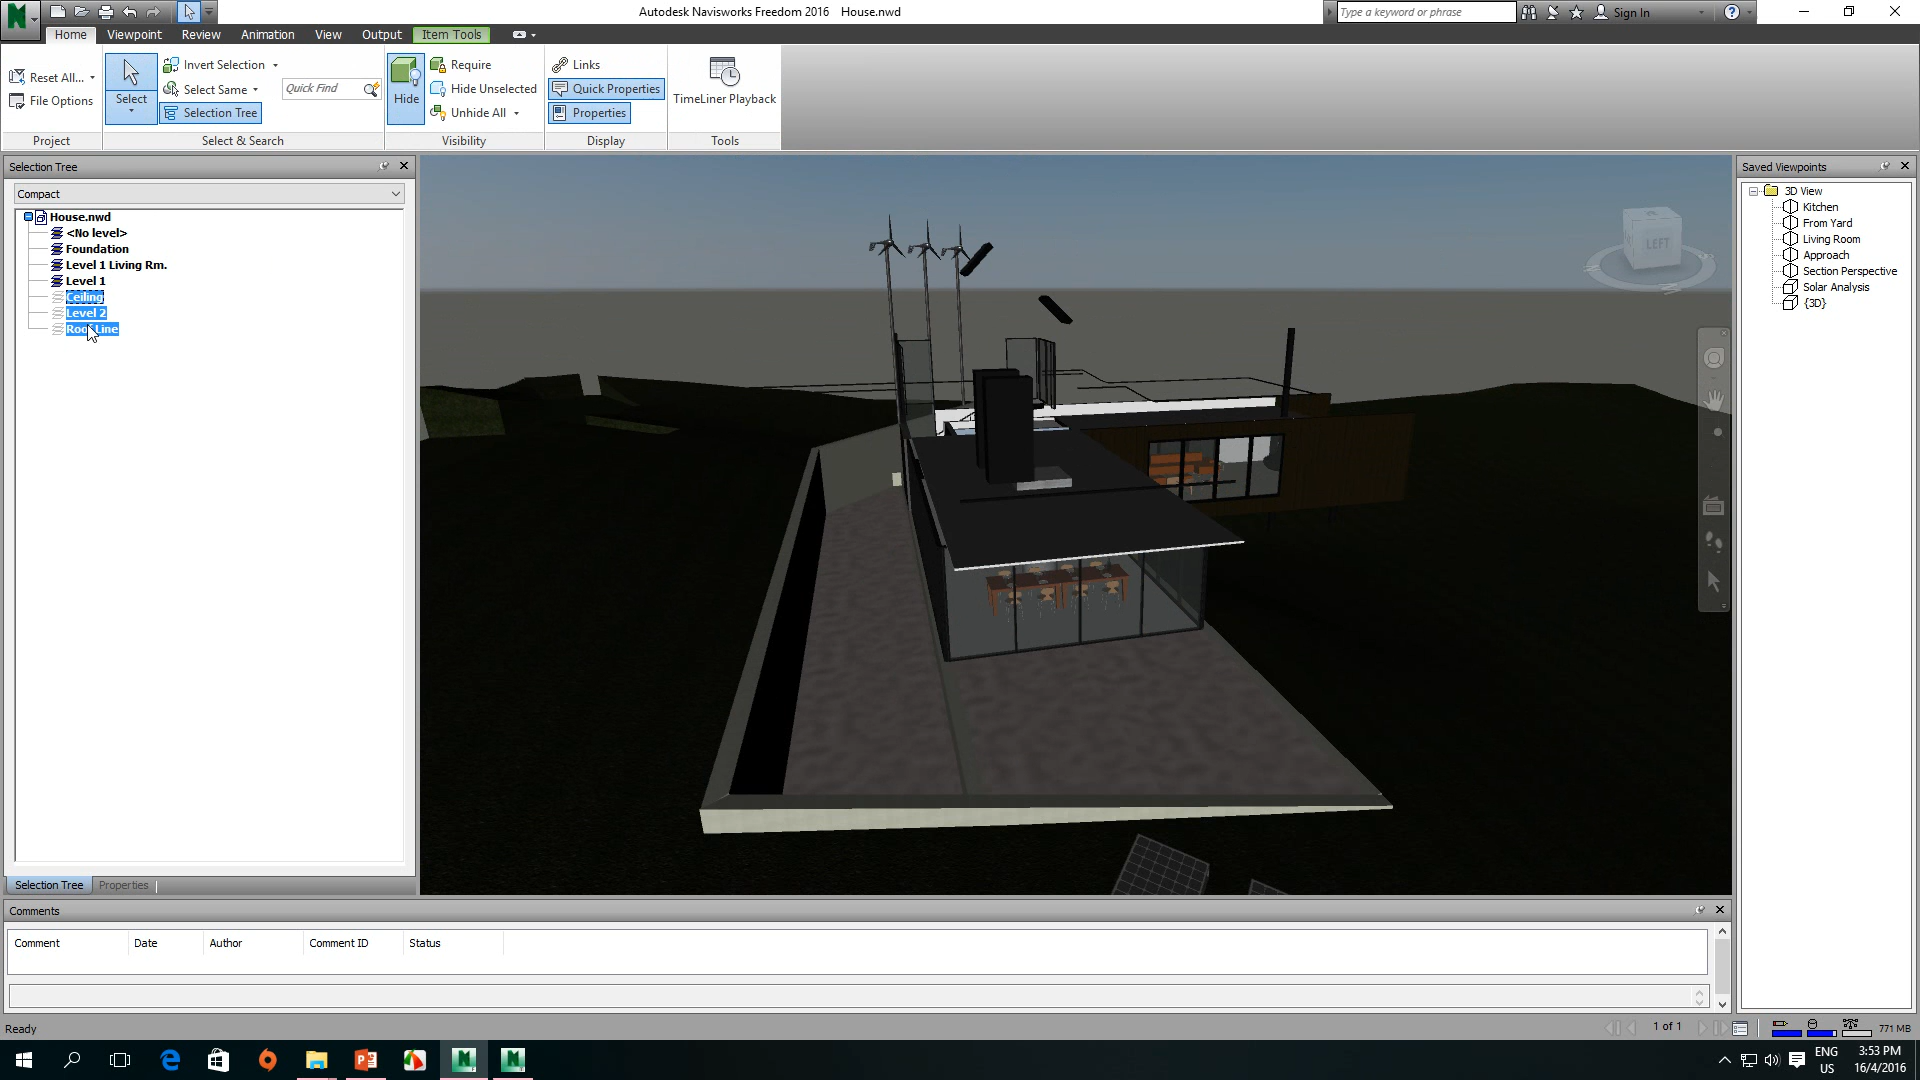 Autodesk Navisworks Freedom 2016 House.nwd
Type a keyword or phrase
Sign In
Home Viewpoint Review Animation View Output Item Tools
Reset All...
File Options
Project
Select
Invert Selection
Select Same
Selection Tree
Quick Find
Select & Search
Hide
Require
Hide Unselected
Unhide All
Visibility
Links
Quick Properties
Properties
Display
TimeLiner Playback
Tools
Selection Tree
Compact
House.nwd
<No level>
Foundation
Level 1 Living Rm.
Level 1
Ceiling
Level 2
Roof Line
Selection Tree Properties
LEFT
Saved Viewpoints
3D View
Kitchen
From Yard
Living Room
Approach
Section Perspective
Solar Analysis
{3D}
Comments
Comment Date Author Comment ID Status
Ready
1 of 1
771 MB
ENG
US
3:53 PM
16/4/2016